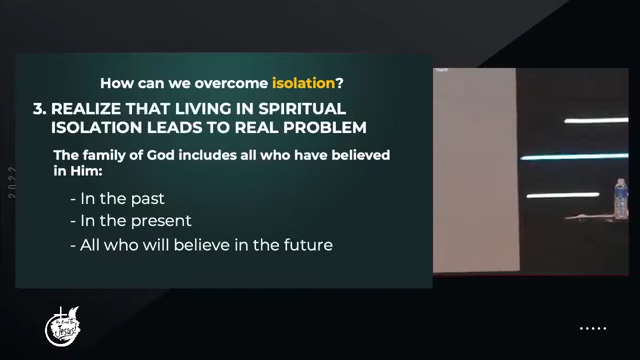 How can we overcome isolation?
3. REALIZE THAT LIVING IN SPIRITUAL
ISOLATION LEADS TO REAL PROBLEM
The family of God includes all who have believed
in Him:
- In the past
- In the present
- All who will believe in the future
2022
Jesus!